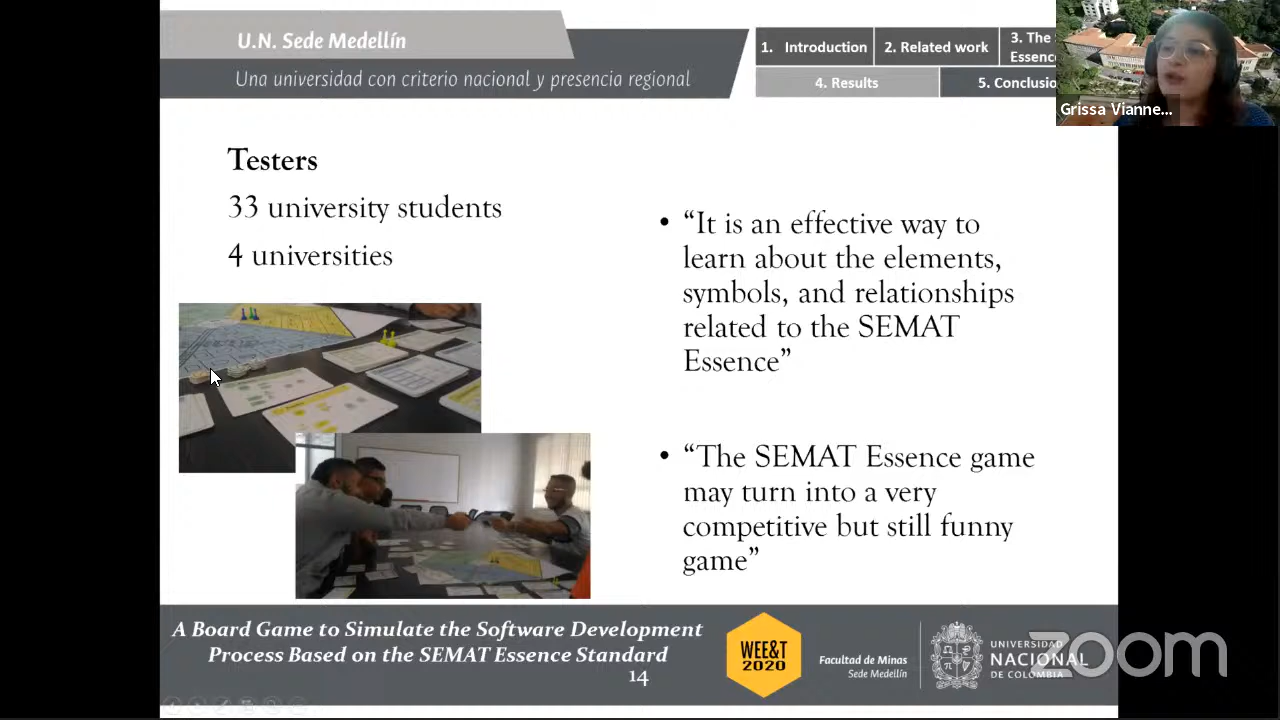 U.N. Sede Medellín
Una universidad con criterio nacional y presencia regional
1. Introduction
2. Related work
3. The
Essenc
4. Results
5. Conclusio
Grissa Vianne...
Testers
33 university students
4 universities
• “It is an effective way to
learn about the elements,
symbols, and relationships
related to the SEMAT
Essence”
• “The SEMAT Essence game
may turn into a very
competitive but still funny
game”
A Board Game to Simulate the Software Development
Process Based on the SEMAT Essence Standard
14
WEE&T
2020
Facultad de Minas
Sede Medellín
UNIVERSIDAD
NACIONAL
DE COLOMBIA
zoom